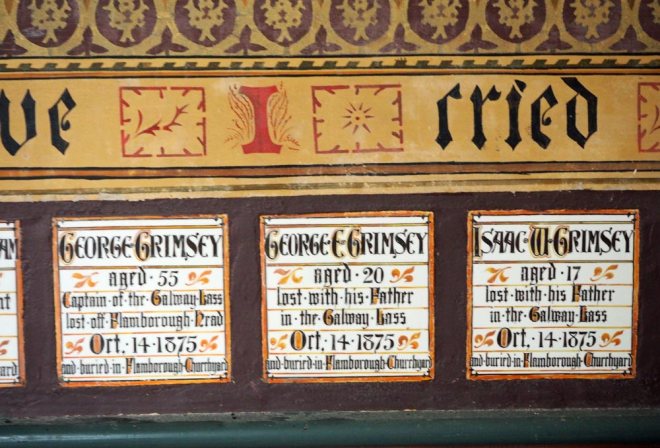 ve I cried
AM
GEORGE·GRIMSEY
aged·55
Captain·of·the·Galway·Lass
lost·off·Flamborough·Head
Oct.·14·1875
and·buried·in·Flamborough·Churchyard
GEORGE·E·GRIMSEY
aged·20
lost·with·his·Father
in·the·Galway·Lass
Oct.·14·1875
and·buried·in·Flamborough·Churchyard
ISAAC·W·GRIMSEY
aged·17
lost·with·his·Father
in·the·Galway·Lass
Oct.·14·1875
and·buried·in·Flamborough·Churchyard